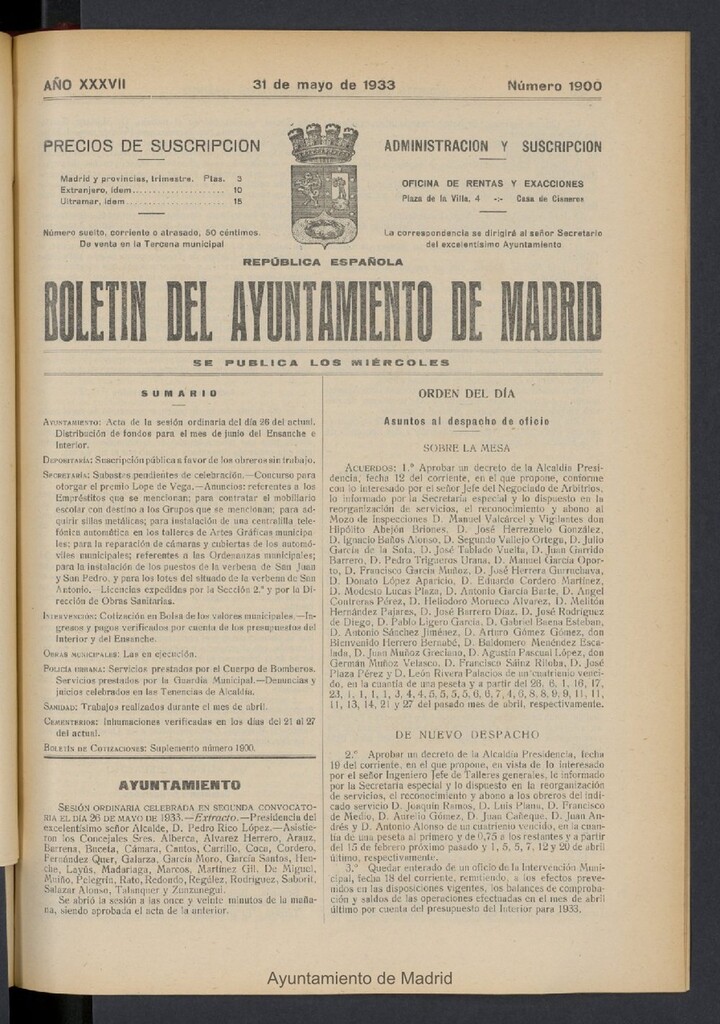 AÑO XXXVII
31 de mayo de 1933
Número 1900
PRECIOS DE SUSCRIPCION
Madrid y provincias, trimestre. Ptas. 3
Extranjero, ídem.................... 10
Ultramar, ídem..................... 15
Número suelto, corriente o atrasado, 50 céntimos.
De venta en la Tercena municipal
ADMINISTRACION Y SUSCRIPCION
OFICINA DE RENTAS Y EXACCIONES
Plaza de la Villa, 4 -:- Casa de Cisneros
La correspondencia se dirigirá al señor Secretario
del excelentísimo Ayuntamiento
REPÚBLICA ESPAÑOLA
BOLETIN DEL AYUNTAMIENTO DE MADRID
SE PUBLICA LOS MIÉRCOLES
SUMARIO
AYUNTAMIENTO: Acta de la sesión ordinaria del día 26 del actual.
Distribución de fondos para el mes de junio del Ensanche e
Interior.
DEPOSITARÍA: Suscripción pública a favor de los obreros sin trabajo.
SECRETARÍA: Subastas pendientes de celebración.—Concurso para
otorgar el premio Lope de Vega.—Anuncios: referentes a los
Empréstitos que se mencionan; para contratar el mobiliario
escolar con destino a los Grupos que se mencionan; para ad-
quirir sillas metálicas; para instalación de una centralilla tele-
fónica automática en los talleres de Artes Gráficas municipa-
les; para la reparación de cámaras y cubiertas de los automó-
viles municipales; referentes a las Ordenanzas municipales;
para la instalación de los puestos de la verbena de San Juan
y San Pedro, y para los lotes del situado de la verbena de San
Antonio.—Licencias expedidas por la Sección 2.ª y por la Di-
rección de Obras Sanitarias.
INTERVENCIÓN: Cotización en Bolsa de los valores municipales.—In-
gresos y pagos verificados por cuenta de los presupuestos del
Interior y del Ensanche.
OBRAS MUNICIPALES: Las en ejecución.
POLICÍA URBANA: Servicios prestados por el Cuerpo de Bomberos.
Servicios prestados por la Guardia Municipal.—Denuncias y
juicios celebrados en las Tenencias de Alcaldía.
SANIDAD: Trabajos realizados durante el mes de abril.
CEMENTERIOS: Inhumaciones verificadas en los días del 21 al 27
del actual.
BOLETÍN DE COTIZACIONES: Suplemento número 1900.
AYUNTAMIENTO
SESIÓN ORDINARIA CELEBRADA EN SEGUNDA CONVOCATO-
RIA EL DÍA 26 DE MAYO DE 1933.—Extracto.—Presidencia del
excelentísimo señor Alcalde, D. Pedro Rico López.—Asistie-
ron los Concejales Sres. Alberca, Alvarez Herrero, Arauz,
Barrena, Buceta, Cámara, Cantos, Carrillo, Coca, Cordero,
Fernández Quer, Galarza, García Moro, García Santos, Hen-
che, Layús, Madariaga, Marcos, Martínez Gil, De Miguel,
Muiño, Pelegrín, Rato, Redondo, Regúlez, Rodríguez, Saborit,
Salazar Alonso, Talanquer y Zunzunegui.
Se abrió la sesión a las once y veinte minutos de la maña-
na, siendo aprobada el acta de la anterior.
ORDEN DEL DÍA
Asuntos al despacho de oficio
SOBRE LA MESA
ACUERDOS: 1.º Aprobar un decreto de la Alcaldía Presi-
dencia, fecha 12 del corriente, en el que propone, conforme
con lo interesado por el señor Jefe del Negociado de Arbitrios,
lo informado por la Secretaría especial y lo dispuesto en la
reorganización de servicios, el reconocimiento y abono al
Mozo de Inspecciones D. Manuel Valcárcel y Vigilantes don
Hipólito Abejón Briones, D. José Herrezuelo González,
D. Ignacio Baños Alonso, D. Segundo Vallejo Ortega, D. Julio
García de la Sota, D. José Tablado Vuelta, D. Juan Garrido
Barrero, D. Pedro Trigueros Urana, D. Manuel García Opor-
to, D. Francisco García Muñoz, D. José Herrera Gurruchaya,
D. Donato López Aparicio, D. Eduardo Cordero Martínez,
D. Modesto Lucas Plaza, D. Antonio García Barte, D. Angel
Contreras Pérez, D. Heliodoro Morueco Alvarez, D. Melitón
Hernández Pajares, D. José Barrero Díaz, D. José Rodríguez
de Diego, D. Pablo Ligero García, D. Gabriel Baena Esteban,
D. Antonio Sánchez Jiménez, D. Arturo Gómez Gómez, don
Bienvenido Herrero Bernabé, D. Baldomero Menéndez Esca-
lada, D. Juan Muñoz Greciano, D. Agustín Pascual López, don
Germán Muñoz Velasco, D. Francisco Sáinz Riloba, D. José
Plaza Pérez y D. León Rivera Palacios de un cuatrienio venci-
do, en la cuantía de una peseta y a partir del 26, 6, 1, 16, 17,
23, 1, 1, 1, 1, 3, 4, 4, 5, 5, 5, 5, 6, 6, 7, 4, 6, 8, 8, 9, 9, 11, 11,
11, 13, 14, 21 y 27 del pasado mes de abril, respectivamente.
DE NUEVO DESPACHO
2.º Aprobar un decreto de la Alcaldía Presidencia, fecha
19 del corriente, en el que propone, en vista de lo interesado
por el señor Ingeniero Jefe de Talleres generales, lo informado
por la Secretaría especial y lo dispuesto en la reorganización
de servicios, el reconocimiento y abono a los obreros del indi-
cado servicio D. Joaquín Ramos, D. Luis Plana, D. Francisco
de Medio, D. Aurelio Gómez, D. Juan Cañeque, D. Juan An-
drés y D. Antonio Alonso de un cuatrienio vencido, en la cuan-
tía de una peseta al primero y de 0,75 a los restantes y a partir
del 15 de febrero próximo pasado y 1, 5, 5, 7, 12 y 20 de abril
último, respectivamente.
3.º Quedar enterado de un oficio de la Intervención Muni-
cipal, fecha 18 del corriente, remitiendo, a los efectos preve-
nidos en las disposiciones vigentes, los balances de comproba-
ción y saldos de las operaciones efectuadas en el mes de abril
último por cuenta del presupuesto del Interior para 1933.
Ayuntamiento de Madrid